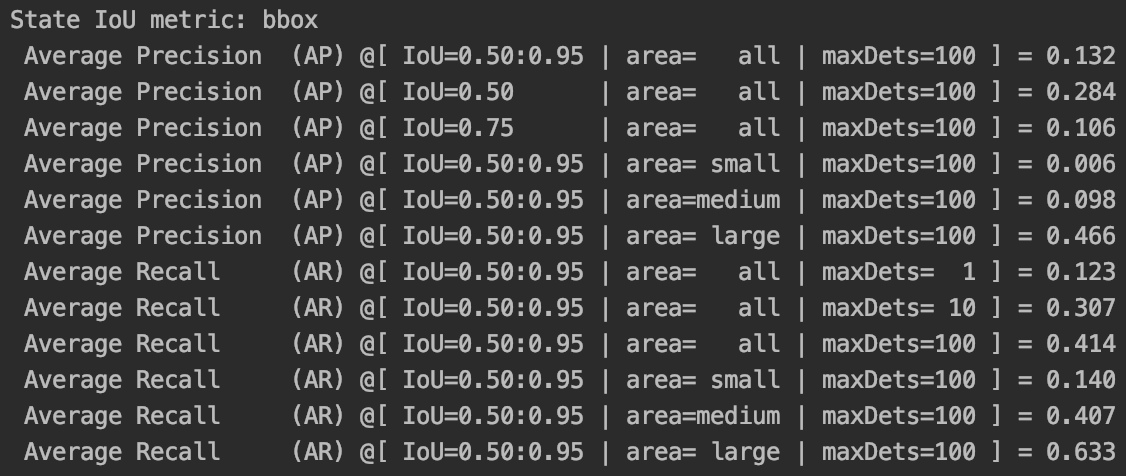 State IoU metric: bbox
 Average Precision  (AP) @[ IoU=0.50:0.95 | area=   all | maxDets=100 ] = 0.132
 Average Precision  (AP) @[ IoU=0.50      | area=   all | maxDets=100 ] = 0.284
 Average Precision  (AP) @[ IoU=0.75      | area=   all | maxDets=100 ] = 0.106
 Average Precision  (AP) @[ IoU=0.50:0.95 | area= small | maxDets=100 ] = 0.006
 Average Precision  (AP) @[ IoU=0.50:0.95 | area=medium | maxDets=100 ] = 0.098
 Average Precision  (AP) @[ IoU=0.50:0.95 | area= large | maxDets=100 ] = 0.466
 Average Recall     (AR) @[ IoU=0.50:0.95 | area=   all | maxDets=  1 ] = 0.123
 Average Recall     (AR) @[ IoU=0.50:0.95 | area=   all | maxDets= 10 ] = 0.307
 Average Recall     (AR) @[ IoU=0.50:0.95 | area=   all | maxDets=100 ] = 0.414
 Average Recall     (AR) @[ IoU=0.50:0.95 | area= small | maxDets=100 ] = 0.140
 Average Recall     (AR) @[ IoU=0.50:0.95 | area=medium | maxDets=100 ] = 0.407
 Average Recall     (AR) @[ IoU=0.50:0.95 | area= large | maxDets=100 ] = 0.633